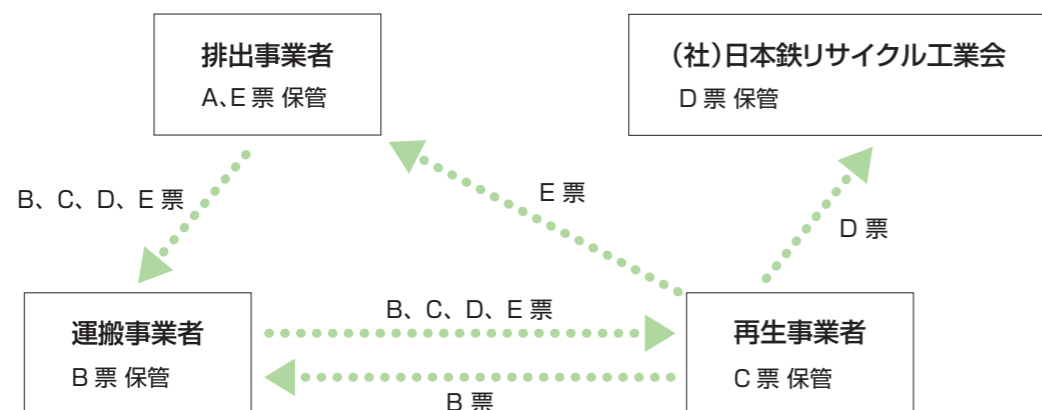 排出事業者
A、E 票 保管
(社)日本鉄リサイクル工業会
D 票 保管
B、C、D、E 票
E 票
D 票
運搬事業者
B 票 保管
B、C、D、E 票
B 票
再生事業者
C 票 保管